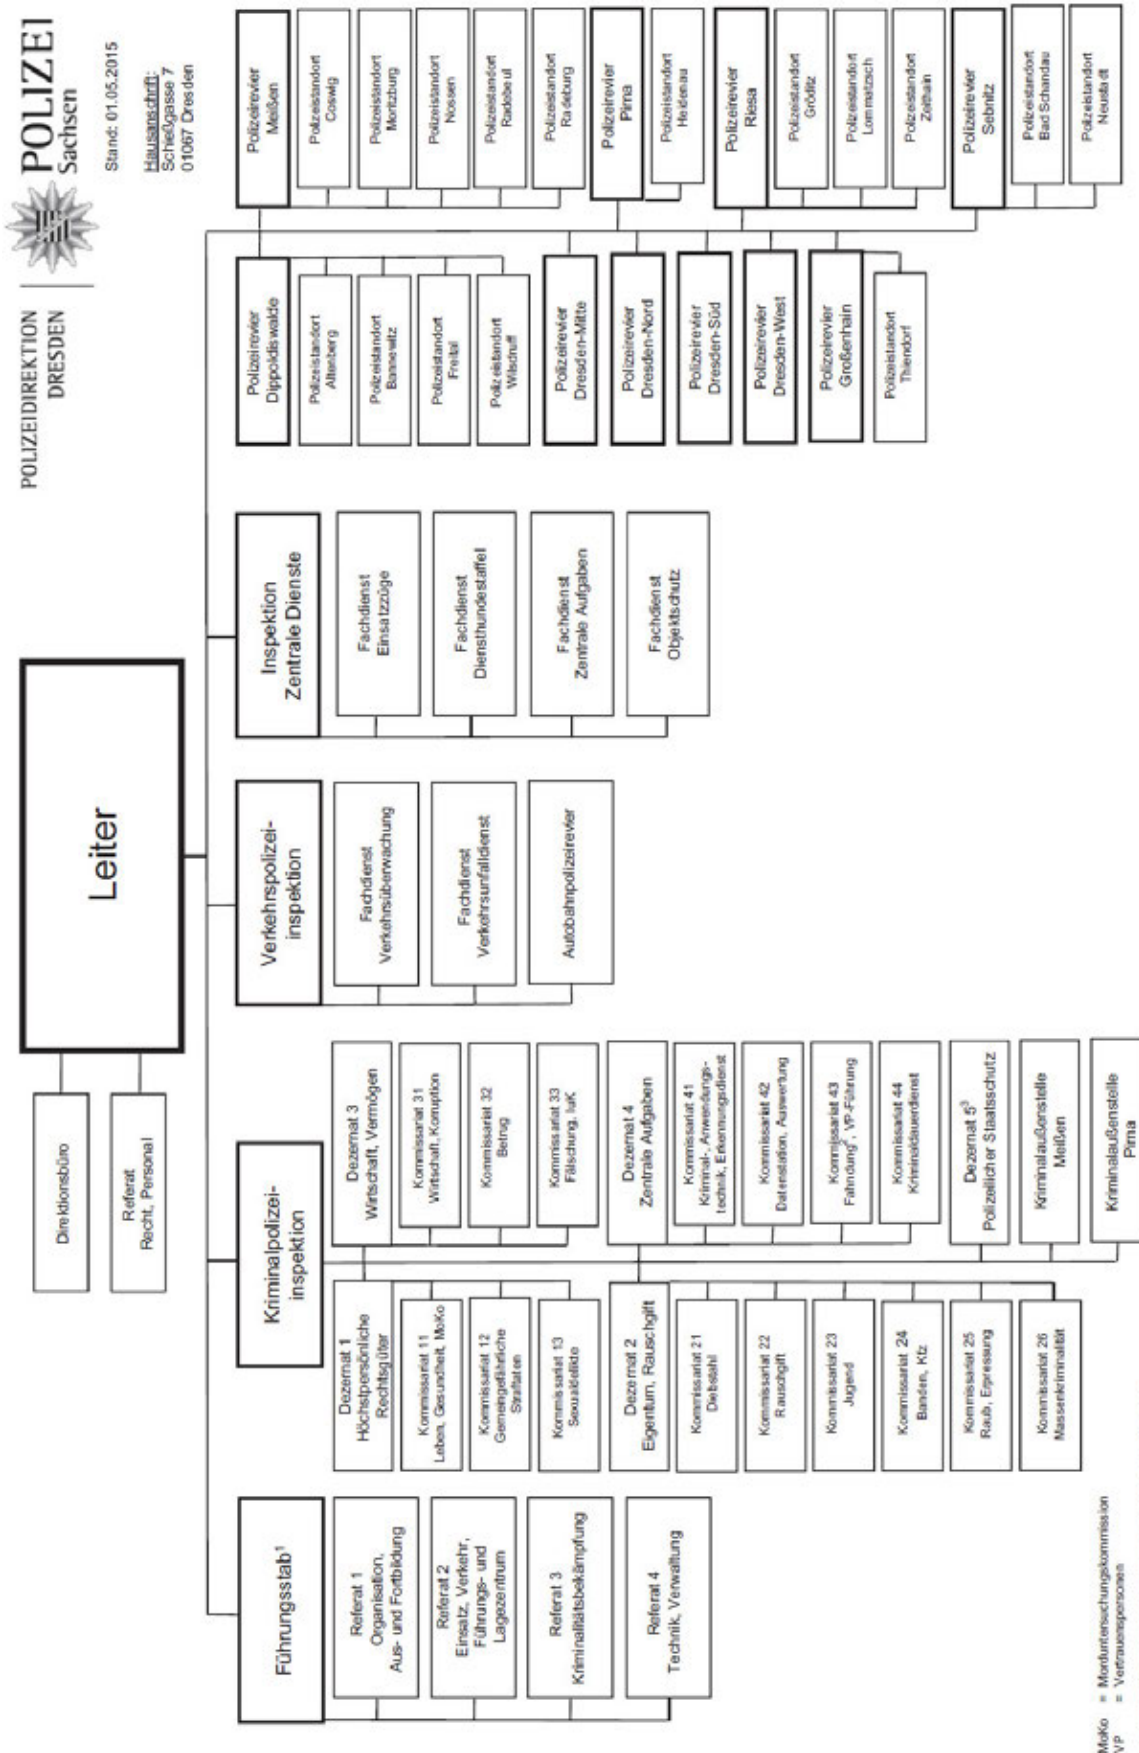 POLIZEIDIREKTION
DRESDEN
POLIZEI
Sachsen
Stand: 01.05.2015
Hausanschrift:
Schießgasse 7
01067 Dresden
Leiter
Direktionsbüro
Referat
Recht, Personal
Führungsstab¹
Referat 1
Organisation,
Aus- und Fortbildung
Referat 2
Einsatz, Verkehr,
Führungs- und
Lagezentrum
Referat 3
Kriminalitätsbekämpfung
Referat 4
Technik, Verwaltung
Kriminalpolizei-
inspektion
Dezernat 1
Höchstpersönliche
Rechtsgüter
Kommissariat 11
Leben, Gesundheit, MoKo
Kommissariat 12
Gemeingefährliche
Straftaten
Kommissariat 13
Sexualdelikte
Dezernat 2
Eigentum, Rauschgift
Kommissariat 21
Diebstahl
Kommissariat 22
Rauschgift
Kommissariat 23
Jugend
Kommissariat 24
Banden, Kfz
Kommissariat 25
Raub, Erpressung
Kommissariat 26
Massenkriminalität
Dezernat 3
Wirtschaft, Vermögen
Kommissariat 31
Wirtschaft, Korruption
Kommissariat 32
Betrug
Kommissariat 33
Fälschung, IuK
Dezernat 4
Zentrale Aufgaben
Kommissariat 41
Kriminal-, Anwendungs-
technik, Erkennungsdienst
Kommissariat 42
Datenstation, Auswertung
Kommissariat 43
Fahndung², VP-Führung
Kommissariat 44
Kriminaldauerdienst
Dezernat 5³
Polizeilicher Staatsschutz
Kriminalaußenstelle
Meißen
Kriminalaußenstelle
Pirna
Verkehrspolizei-
inspektion
Fachdienst
Verkehrsüberwachung
Fachdienst
Verkehrsunfalldienst
Autobahnpolizeirevier
Inspektion
Zentrale Dienste
Fachdienst
Einsatzzüge
Fachdienst
Diensthundestaffel
Fachdienst
Zentrale Aufgaben
Fachdienst
Objektschutz
Polizeirevier
Dippoldiswalde
Polizeistandort
Altenberg
Polizeistandort
Bannewitz
Polizeistandort
Freital
Polizeistandort
Wilsdruff
Polizeirevier
Dresden-Mitte
Polizeirevier
Dresden-Nord
Polizeirevier
Dresden-Süd
Polizeirevier
Dresden-West
Polizeirevier
Großenhain
Polizeistandort
Thiendorf
Polizeirevier
Meißen
Polizeistandort
Coswig
Polizeistandort
Moritzburg
Polizeistandort
Nossen
Polizeistandort
Radebeul
Polizeistandort
Radeburg
Polizeirevier
Pirna
Polizeistandort
Heidenau
Polizeirevier
Riesa
Polizeistandort
Gröditz
Polizeistandort
Lommatzsch
Polizeistandort
Zeithain
Polizeirevier
Sebnitz
Polizeistandort
Bad Schandau
Polizeistandort
Neustadt
MoKo = Morduntersuchungskommission
VP = Vertrauenspersonen